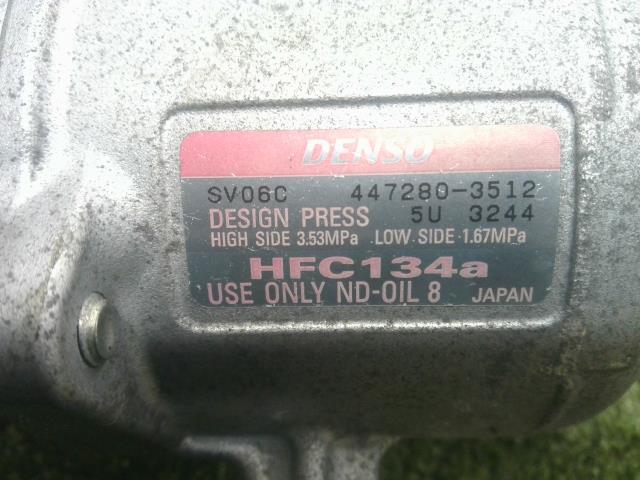 DENSO
SV06C 447280-3512
DESIGN PRESS 5U 3244
HIGH SIDE 3.53MPa LOW SIDE 1.67MPa
HFC134a
USE ONLY ND-OIL 8 JAPAN